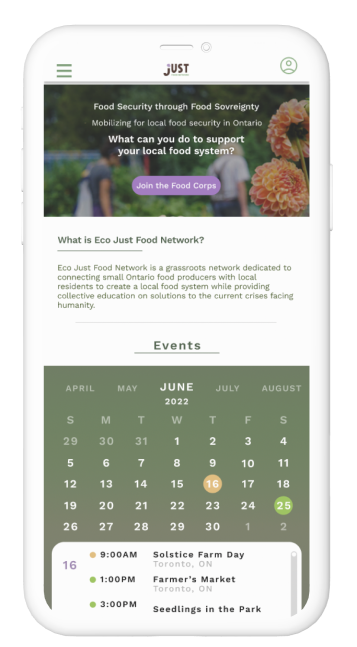 JUST
Food Security through Food Sovreignty
Mobilizing for local food security in Ontario
What can you do to support
your local food system?
Join the Food Corps
What is Eco Just Food Network?
Eco Just Food Network is a grassroots network dedicated to
connecting small Ontario food producers with local
residents to create a local food system while providing
collective education on solutions to the current crises facing
humanity.
Events
APRIL MAY JUNE JULY AUGUST
2022
S M T W T F S
29 30 31 1 2 3 4
5 6 7 8 9 10 11
12 13 14 15 16 17 18
19 20 21 22 23 24 25
26 27 28 29 30 1 2
16
9:00AM Solstice Farm Day
Toronto, ON
1:00PM Farmer's Market
Toronto, ON
3:00PM Seedlings in the Park